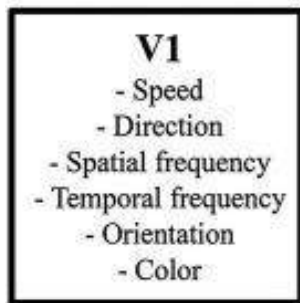 V1
- Speed
- Direction
- Spatial frequency
- Temporal frequency
- Orientation
- Color